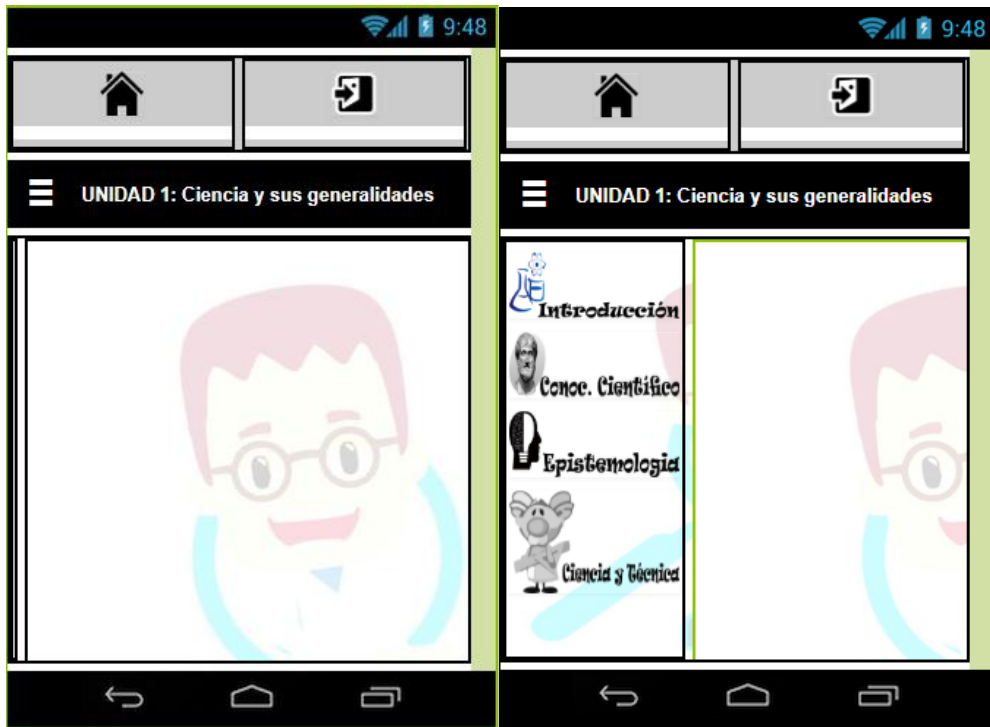 9:48
UNIDAD 1: Ciencia y sus generalidades
9:48
UNIDAD 1: Ciencia y sus generalidades
Introducción
Conoc. Científico
Epistemologia
Ciencia y Técnica